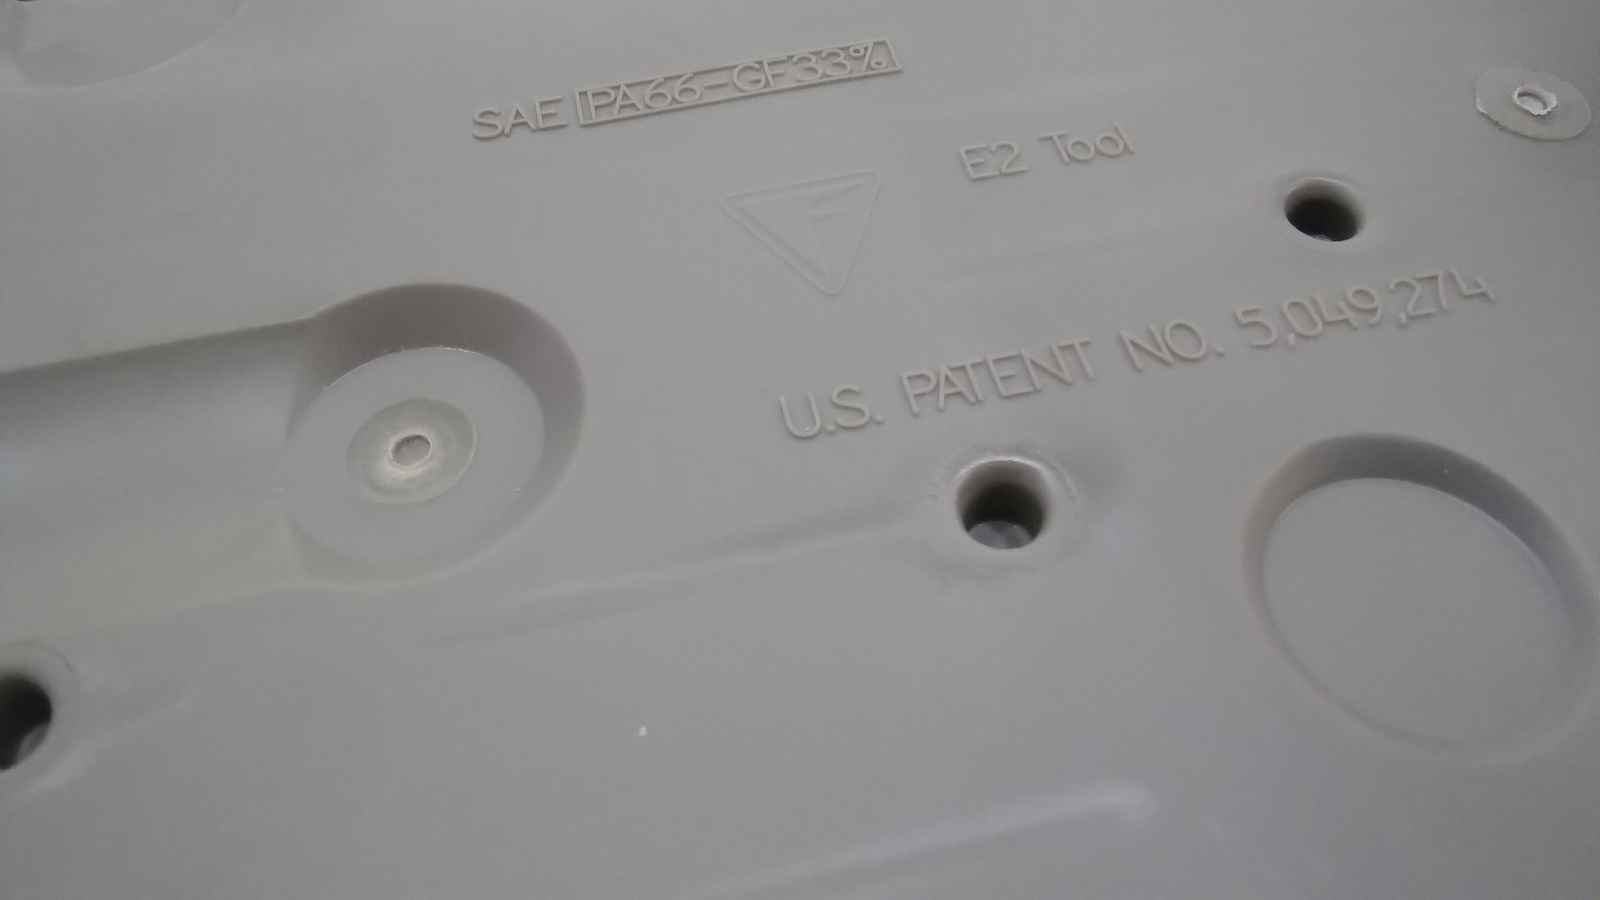 SAE PA66-GF33%
E2 Tool
F
U.S. PATENT NO. 5,049,274